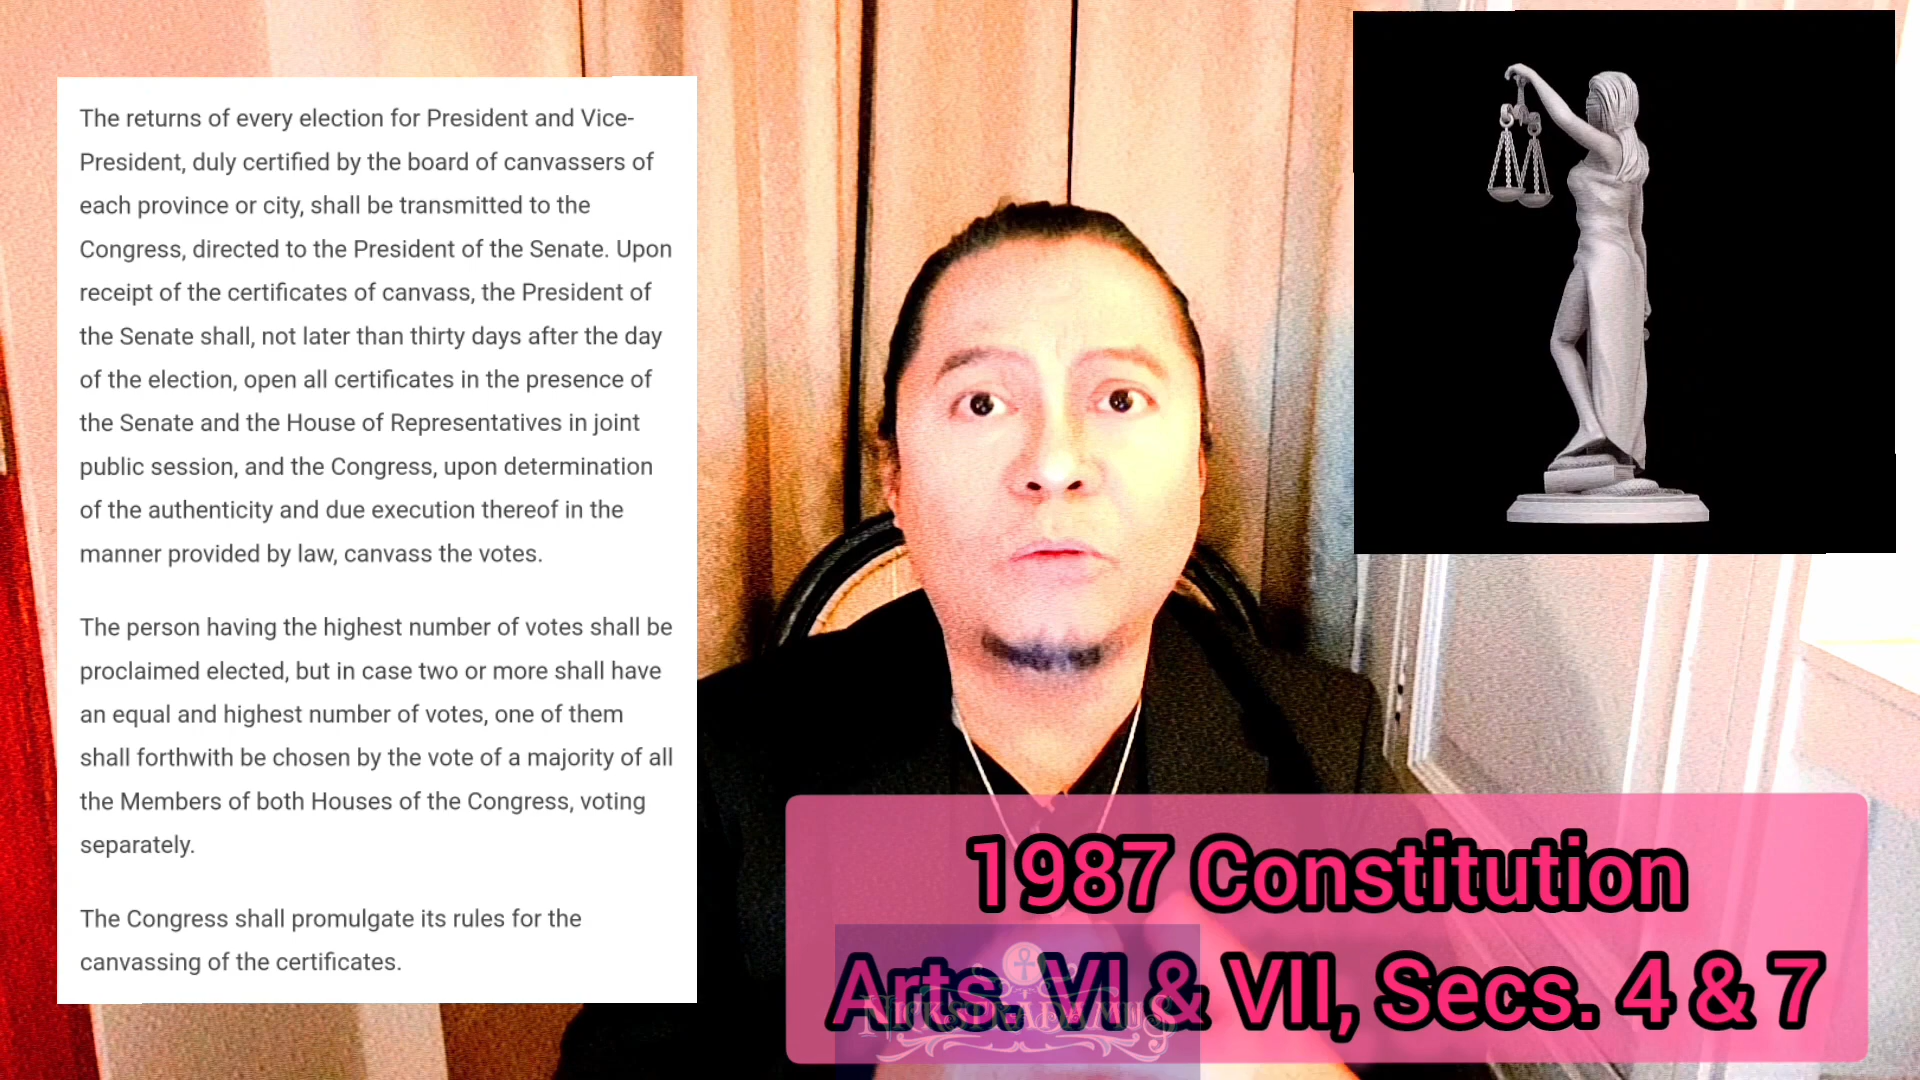 The returns of every election for President and Vice-
President, duly certified by the board of canvassers of
each province or city, shall be transmitted to the
Congress, directed to the President of the Senate. Upon
receipt of the certificates of canvass, the President of
the Senate shall, not later than thirty days after the day
of the election, open all certificates in the presence of
the Senate and the House of Representatives in joint
public session, and the Congress, upon determination
of the authenticity and due execution thereof in the
manner provided by law, canvass the votes.
The person having the highest number of votes shall be
proclaimed elected, but in case two or more shall have
an equal and highest number of votes, one of them
shall forthwith be chosen by the vote of a majority of all
the Members of both Houses of the Congress, voting
separately.
The Congress shall promulgate its rules for the
canvassing of the certificates.
1987 Constitution
Arts. VI & VII, Secs. 4 & 7